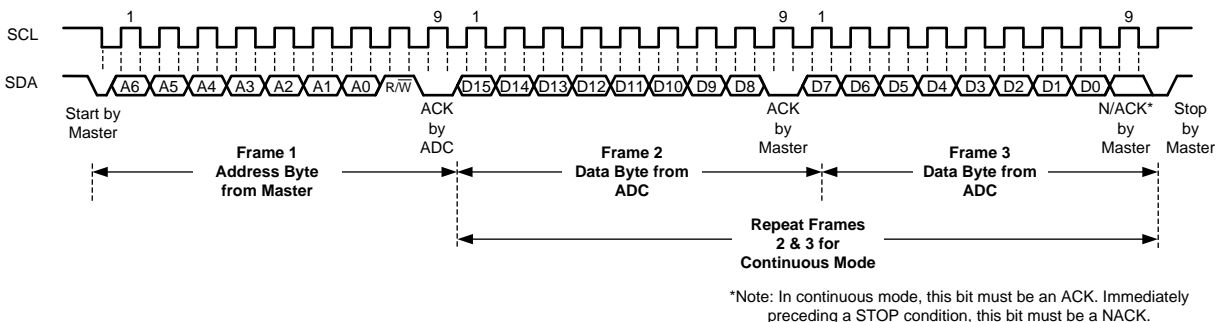 1 9 1 9 1 9
SCL
SDA
A6 A5 A4 A3 A2 A1 A0 R/W̅ D15 D14 D13 D12 D11 D10 D9 D8 D7 D6 D5 D4 D3 D2 D1 D0
Start by
Master
ACK
by
ADC
ACK
by
Master
N/ACK*
by
Master
Stop
by
Master
Frame 1
Address Byte
from Master
Frame 2
Data Byte from
ADC
Frame 3
Data Byte from
ADC
Repeat Frames
2 & 3 for
Continuous Mode
*Note: In continuous mode, this bit must be an ACK. Immediately
preceding a STOP condition, this bit must be a NACK.